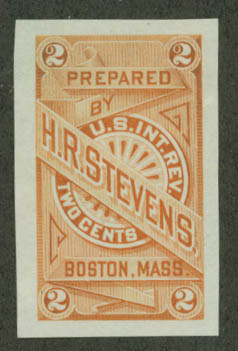 2 2
PREPARED
BY
U.S. INT. REV.
H.R. STEVENS,
TWO CENTS
BOSTON, MASS.
2 2